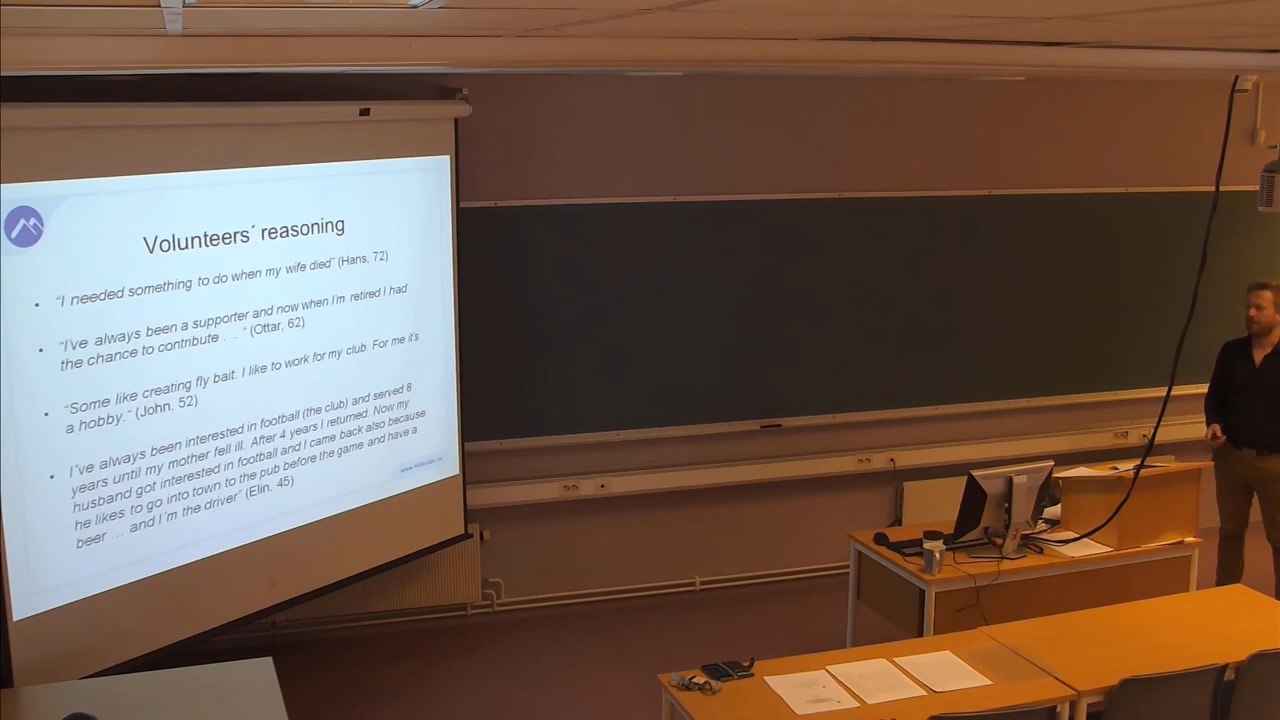 Volunteers´ reasoning
• "I needed something to do when my wife died" (Hans, 72)
• "I've always been a supporter and now when I'm retired I had
the chance to contribute . .. " (Ottar, 62)
• "Some like creating fly bait. I like to work for my club. For me it's
a hobby." (John, 52)
• I´ve always been interested in football (the club) and served 8
years until my mother fell ill. After 4 years I returned. Now my
husband got interested in football and I came back also because
he likes to go into town to the pub before the game and have a
beer ... and I´m the driver" (Elin, 45)